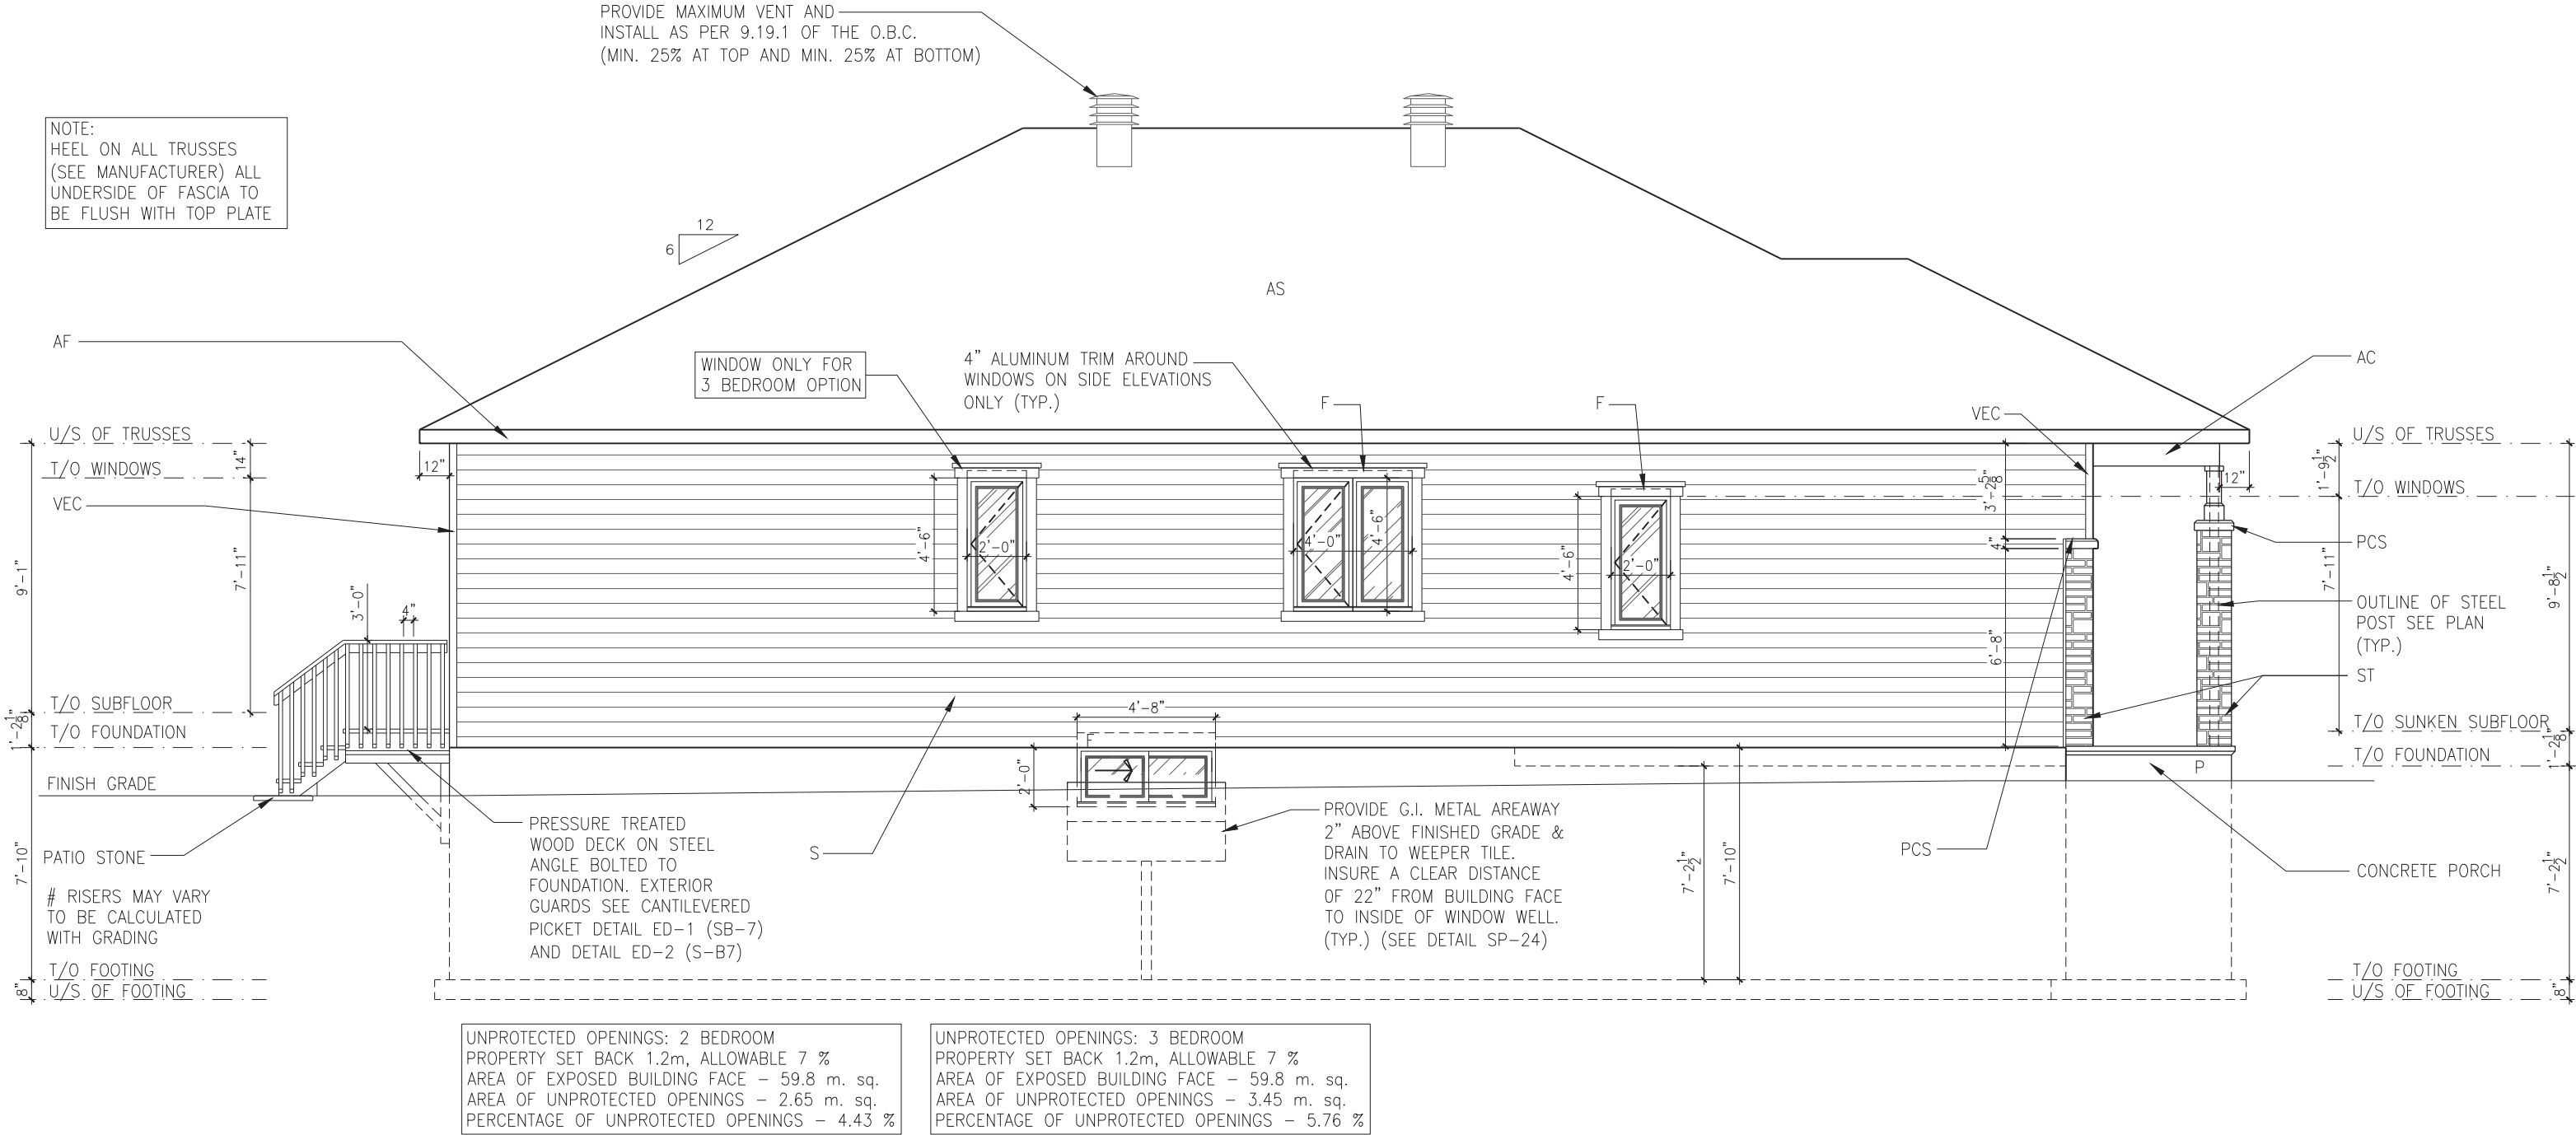 PROVIDE MAXIMUM VENT AND
INSTALL AS PER 9.19.1 OF THE O.B.C.
(MIN. 25% AT TOP AND MIN. 25% AT BOTTOM)
NOTE:
HEEL ON ALL TRUSSES
(SEE MANUFACTURER) ALL
UNDERSIDE OF FASCIA TO
BE FLUSH WITH TOP PLATE
12
6
AS
AF
WINDOW ONLY FOR
3 BEDROOM OPTION
4" ALUMINUM TRIM AROUND
WINDOWS ON SIDE ELEVATIONS
ONLY (TYP.)
F
F
VEC
AC
U/S OF TRUSSES
T/O WINDOWS
VEC
T/O SUBFLOOR
T/O FOUNDATION
FINISH GRADE
PATIO STONE
# RISERS MAY VARY
TO BE CALCULATED
WITH GRADING
T/O FOOTING
U/S OF FOOTING
9'-1"
1'-2 1/8"
7'-10"
8"
14"
7'-11"
12"
3'-0"
4"
4'-6"
2'-0"
4'-0"
4'-6"
4'-6"
2'-0"
3'-2 5/8"
4"
6'-8"
4'-8"
F
2'-0"
S
PRESSURE TREATED
WOOD DECK ON STEEL
ANGLE BOLTED TO
FOUNDATION. EXTERIOR
GUARDS SEE CANTILEVERED
PICKET DETAIL ED-1 (SB-7)
AND DETAIL ED-2 (S-B7)
PROVIDE G.I. METAL AREAWAY
2" ABOVE FINISHED GRADE &
DRAIN TO WEEPER TILE.
INSURE A CLEAR DISTANCE
OF 22" FROM BUILDING FACE
TO INSIDE OF WINDOW WELL.
(TYP.) (SEE DETAIL SP-24)
7'-2 1/2"
7'-10"
PCS
P
12"
1'-9 1/2"
7'-11"
U/S OF TRUSSES
T/O WINDOWS
PCS
OUTLINE OF STEEL
POST SEE PLAN
(TYP.)
ST
T/O SUNKEN SUBFLOOR
T/O FOUNDATION
CONCRETE PORCH
T/O FOOTING
U/S OF FOOTING
9'-8 1/2"
1'-2 1/8"
7'-2 1/2"
8"
UNPROTECTED OPENINGS: 2 BEDROOM
PROPERTY SET BACK 1.2m, ALLOWABLE 7 %
AREA OF EXPOSED BUILDING FACE - 59.8 m. sq.
AREA OF UNPROTECTED OPENINGS - 2.65 m. sq.
PERCENTAGE OF UNPROTECTED OPENINGS - 4.43 %
UNPROTECTED OPENINGS: 3 BEDROOM
PROPERTY SET BACK 1.2m, ALLOWABLE 7 %
AREA OF EXPOSED BUILDING FACE - 59.8 m. sq.
AREA OF UNPROTECTED OPENINGS - 3.45 m. sq.
PERCENTAGE OF UNPROTECTED OPENINGS - 5.76 %